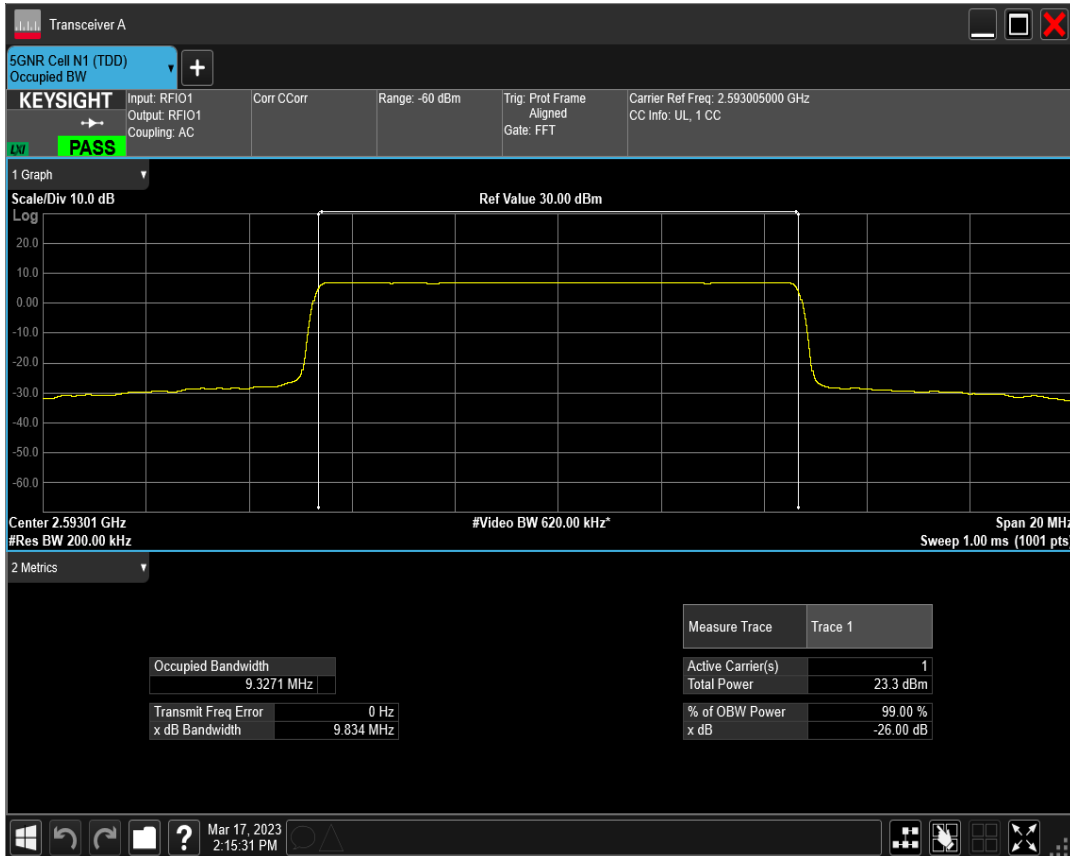 Transceiver A
5GNR Cell N1 (TDD)
Occupied BW
+
KEYSIGHT
LXI
PASS
Input: RFIO1
Output: RFIO1
Coupling: AC
Corr CCorr
Range: -60 dBm
Trig: Prot Frame
Aligned
Gate: FFT
Carrier Ref Freq: 2.593005000 GHz
CC Info: UL, 1 CC
1 Graph
Scale/Div 10.0 dB
Ref Value 30.00 dBm
Log
20.0
10.0
0.00
-10.0
-20.0
-30.0
-40.0
-50.0
-60.0
Center 2.59301 GHz
#Video BW 620.00 kHz*
Span 20 MHz
#Res BW 200.00 kHz
Sweep 1.00 ms (1001 pts)
2 Metrics
Measure Trace Trace 1
Occupied Bandwidth
9.3271 MHz
Active Carrier(s) 1
Total Power 23.3 dBm
Transmit Freq Error 0 Hz
x dB Bandwidth 9.834 MHz
% of OBW Power 99.00 %
x dB -26.00 dB
?
Mar 17, 2023
2:15:31 PM